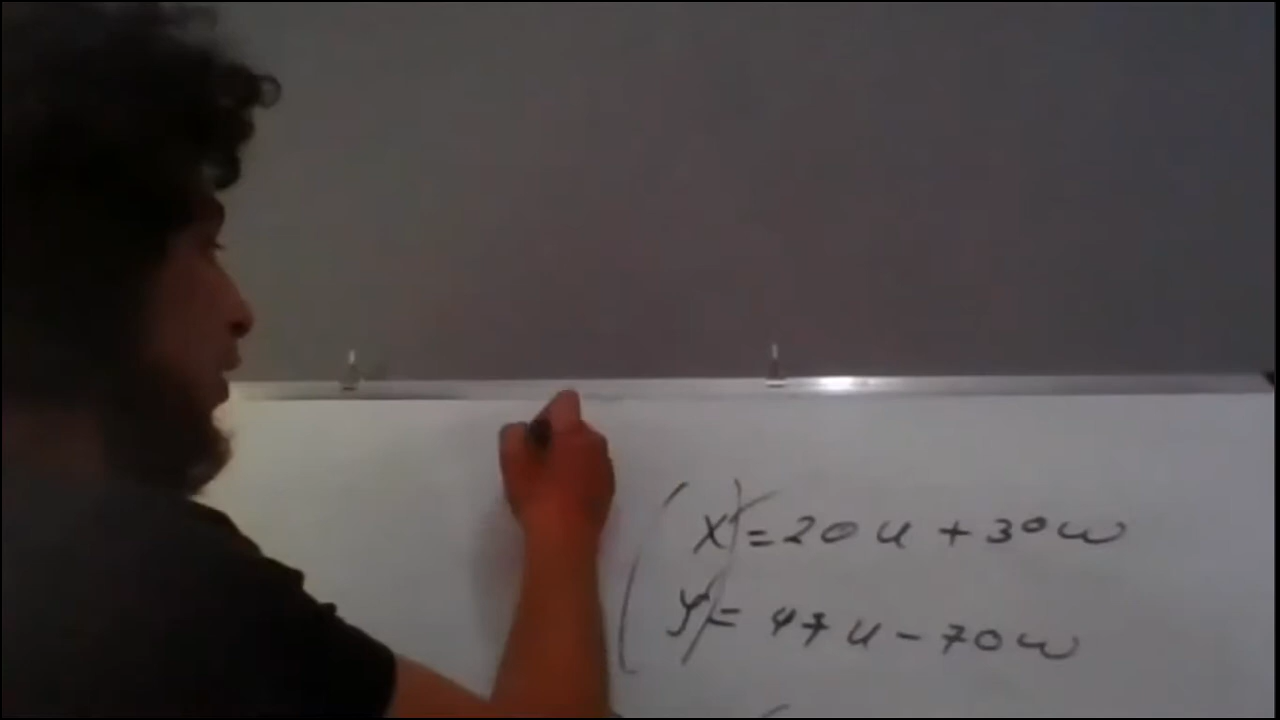 (x) = 20u + 30w
(y) = 47u - 70w